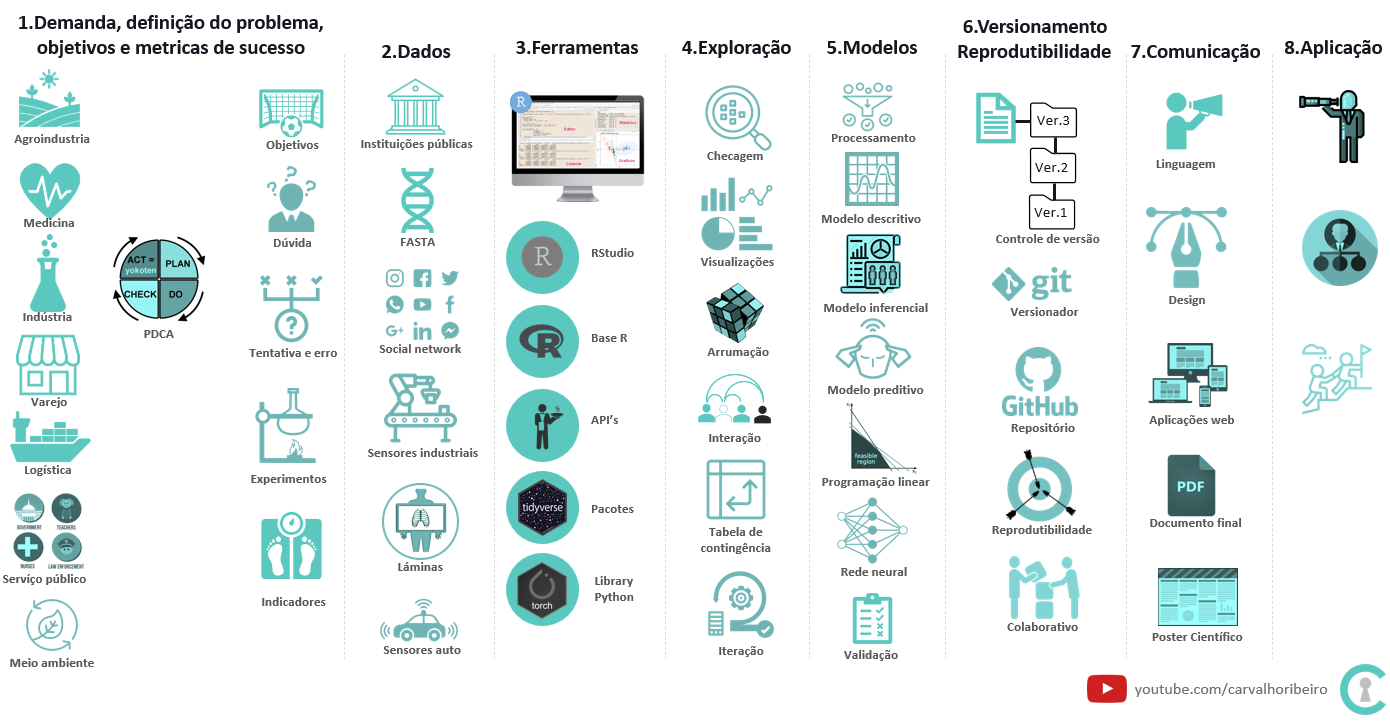 1.Demanda, definição do problema,
objetivos e metricas de sucesso
Agroindustria
Medicina
Indústria
Varejo
Logística
GOVERNMENT
TEACHERS
NURSES
LAW ENFORCEMENT
Serviço público
Meio ambiente
ACT =
yokoten
PLAN
CHECK
DO
PDCA
Objetivos
?
?
?
Dúvida
?
Tentativa e erro
Experimentos
Indicadores
2.Dados
Instituições públicas
FASTA
Social network
G+
in
Sensores industriais
Láminas
Sensores auto
3.Ferramentas
R
Editor
Console
R
RStudio
R
Base R
API's
tidyverse
Pacotes
torch
Library
Python
4.Exploração
Checagem
Visualizações
Arrumação
Interação
Tabela de
contingência
Iteração
5.Modelos
Processamento
Modelo descritivo
Modelo inferencial
Modelo preditivo
feasible
region
Programação linear
Rede neural
Validação
6.Versionamento
Reprodutibilidade
Ver.3
Ver.2
Ver.1
Controle de versão
git
Versionador
GitHub
Repositório
Reprodutibilidade
Colaborativo
7.Comunicação
Linguagem
Design
Aplicações web
PDF
Documento final
Poster Científico
8.Aplicação
youtube.com/carvalhoribeiro